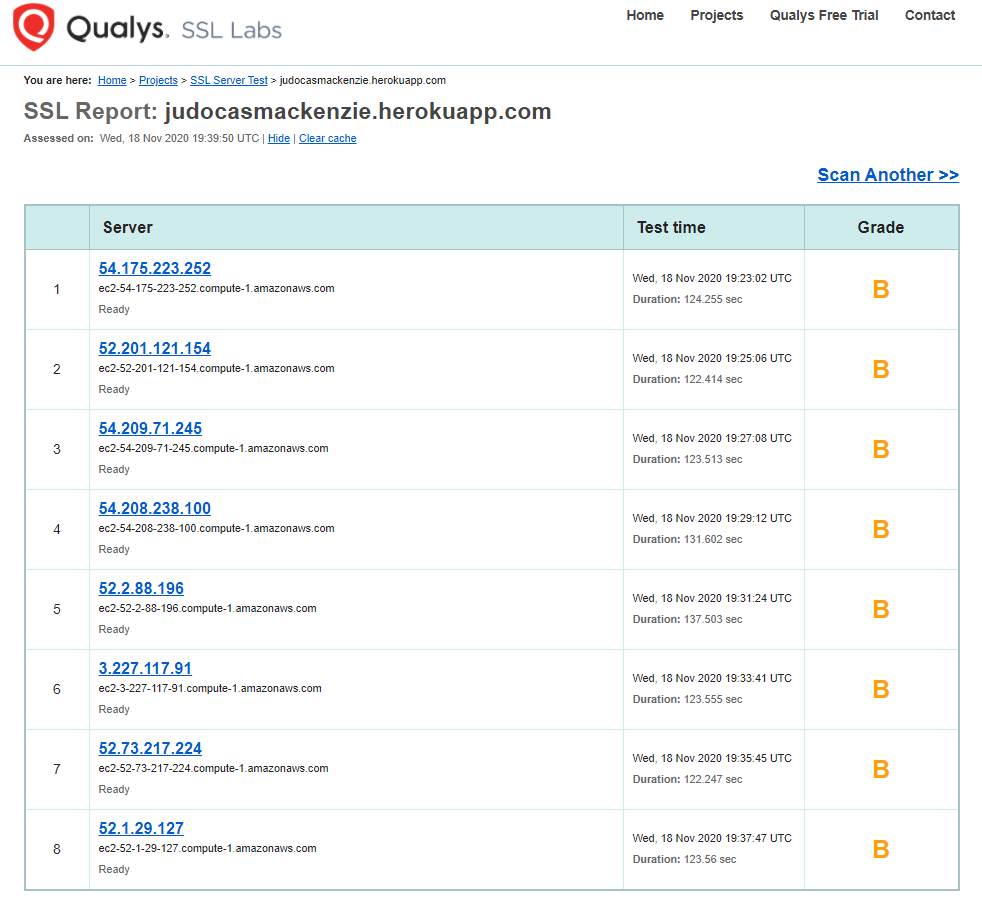 Qualys. SSL Labs
Home Projects Qualys Free Trial Contact
You are here: Home > Projects > SSL Server Test > judocasmackenzie.herokuapp.com
SSL Report: judocasmackenzie.herokuapp.com
Assessed on: Wed, 18 Nov 2020 19:39:50 UTC | Hide | Clear cache
Scan Another >>
Server Test time Grade
1
54.175.223.252
ec2-54-175-223-252.compute-1.amazonaws.com
Ready
Wed, 18 Nov 2020 19:23:02 UTC
Duration: 124.255 sec
B
2
52.201.121.154
ec2-52-201-121-154.compute-1.amazonaws.com
Ready
Wed, 18 Nov 2020 19:25:06 UTC
Duration: 122.414 sec
B
3
54.209.71.245
ec2-54-209-71-245.compute-1.amazonaws.com
Ready
Wed, 18 Nov 2020 19:27:08 UTC
Duration: 123.513 sec
B
4
54.208.238.100
ec2-54-208-238-100.compute-1.amazonaws.com
Ready
Wed, 18 Nov 2020 19:29:12 UTC
Duration: 131.602 sec
B
5
52.2.88.196
ec2-52-2-88-196.compute-1.amazonaws.com
Ready
Wed, 18 Nov 2020 19:31:24 UTC
Duration: 137.503 sec
B
6
3.227.117.91
ec2-3-227-117-91.compute-1.amazonaws.com
Ready
Wed, 18 Nov 2020 19:33:41 UTC
Duration: 123.555 sec
B
7
52.73.217.224
ec2-52-73-217-224.compute-1.amazonaws.com
Ready
Wed, 18 Nov 2020 19:35:45 UTC
Duration: 122.247 sec
B
8
52.1.29.127
ec2-52-1-29-127.compute-1.amazonaws.com
Ready
Wed, 18 Nov 2020 19:37:47 UTC
Duration: 123.56 sec
B